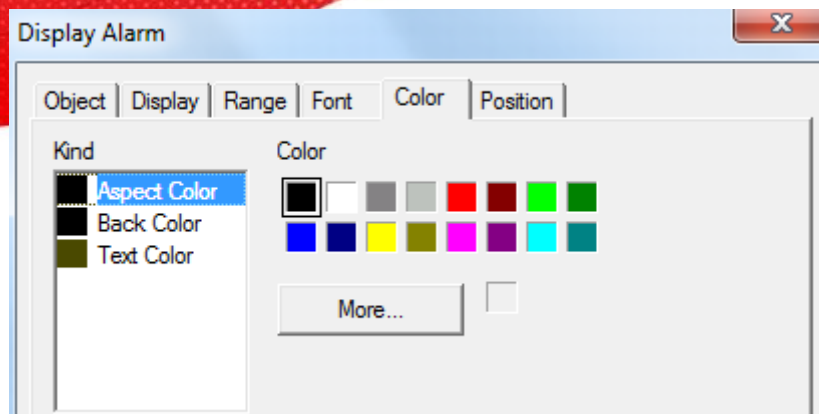 Display Alarm
Object Display Range Font Color Position
Kind Color
Aspect Color
Back Color
Text Color
More...